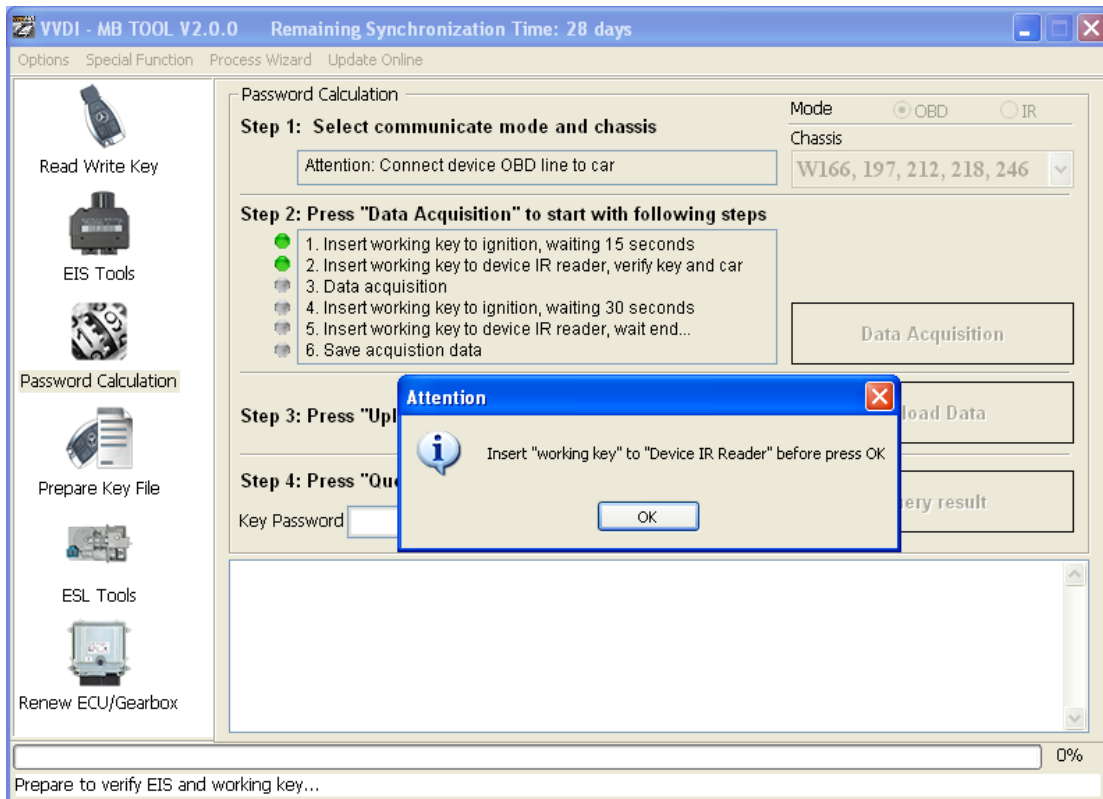 VVDI - MB TOOL V2.0.0 Remaining Synchronization Time: 28 days
Options Special Function Process Wizard Update Online
Read Write Key
EIS Tools
Password Calculation
Prepare Key File
ESL Tools
Renew ECU/Gearbox
Password Calculation
Step 1: Select communicate mode and chassis
Attention: Connect device OBD line to car
Mode OBD IR
Chassis
W166, 197, 212, 218, 246
Step 2: Press "Data Acquisition" to start with following steps
1. Insert working key to ignition, waiting 15 seconds
2. Insert working key to device IR reader, verify key and car
3. Data acquisition
4. Insert working key to ignition, waiting 30 seconds
5. Insert working key to device IR reader, wait end...
6. Save acquistion data
Data Acquisition
Step 3: Press
Data
Step 4: Press
result
Key Password
Attention
Insert "working key" to "Device IR Reader" before press OK
OK
0%
Prepare to verify EIS and working key...